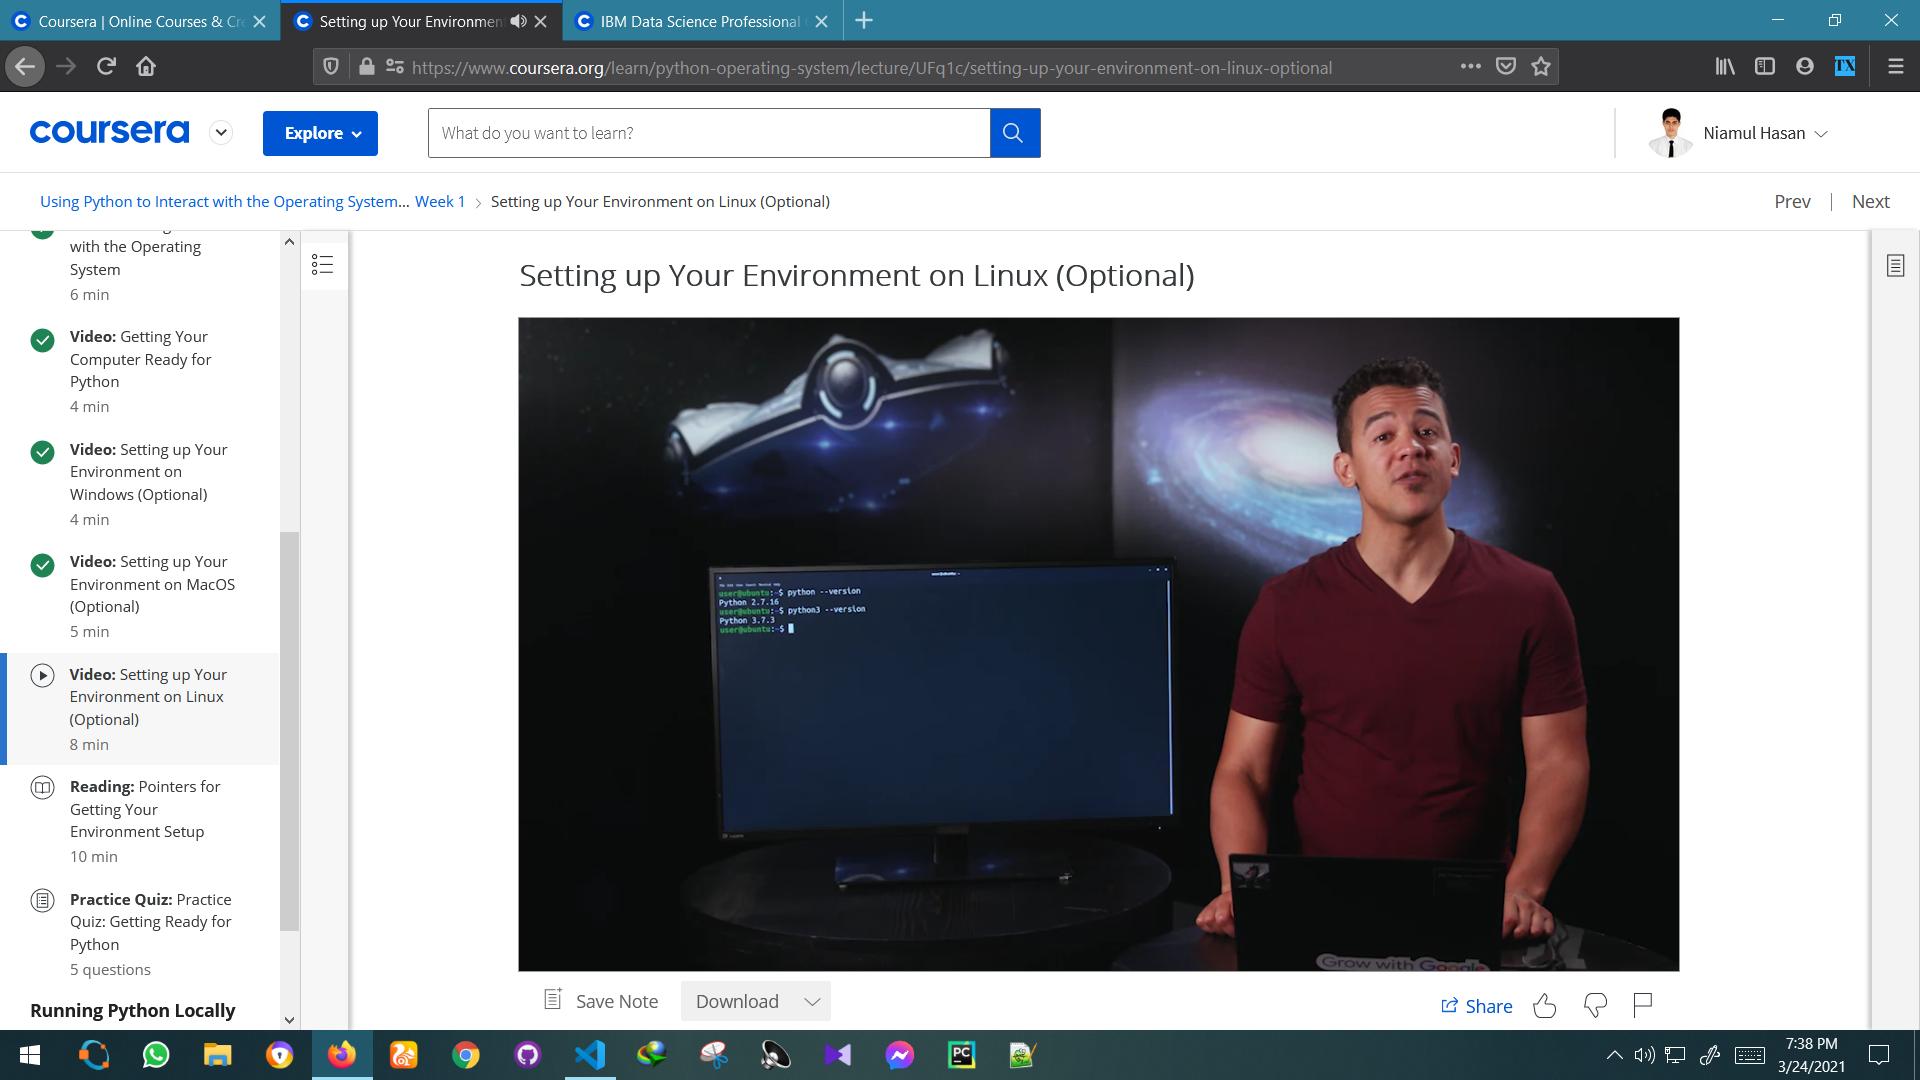 Coursera | Online Courses & Cre
Setting up Your Environmen
IBM Data Science Professional
https://www.coursera.org/learn/python-operating-system/lecture/UFq1c/setting-up-your-environment-on-linux-optional
TX
coursera
Explore
What do you want to learn?
Niamul Hasan
Using Python to Interact with the Operating System... Week 1 > Setting up Your Environment on Linux (Optional)
Prev | Next
with the Operating
System
6 min
Video: Getting Your
Computer Ready for
Python
4 min
Video: Setting up Your
Environment on
Windows (Optional)
4 min
Video: Setting up Your
Environment on MacOS
(Optional)
5 min
Video: Setting up Your
Environment on Linux
(Optional)
8 min
Reading: Pointers for
Getting Your
Environment Setup
10 min
Practice Quiz: Practice
Quiz: Getting Ready for
Python
5 questions
Running Python Locally
Setting up Your Environment on Linux (Optional)
user@ubuntu:~$ python --version
Python 2.7.16
user@ubuntu:~$ python3 --version
Python 3.7.3
user@ubuntu:~$
Grow with Google
Save Note
Download
Share
PC
7:38 PM
3/24/2021